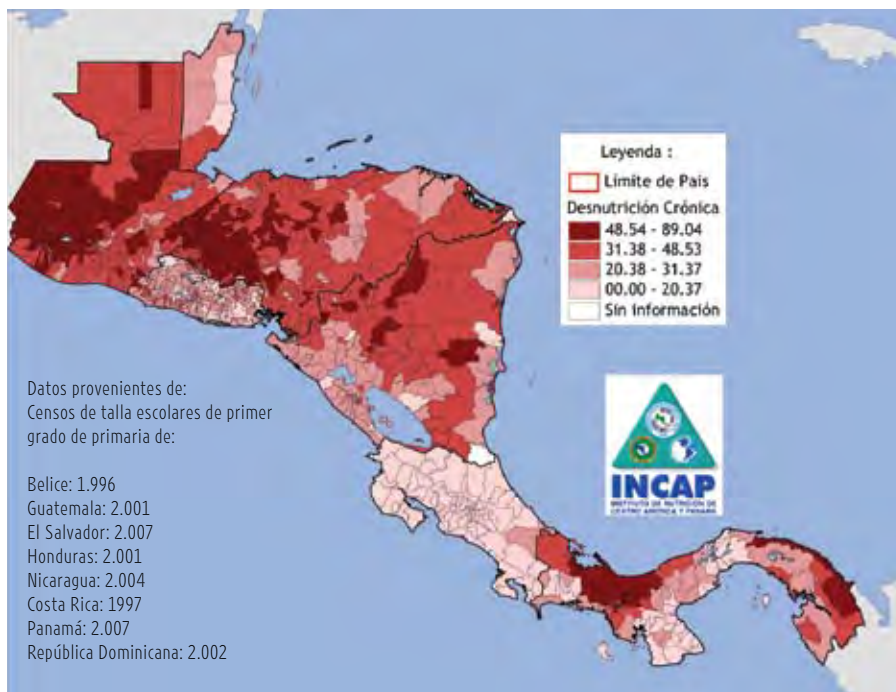 Leyenda :
Límite de País
Desnutrición Crónica
48.54 - 89.04
31.38 - 48.53
20.38 - 31.37
00.00 - 20.37
Sin Información
Datos provenientes de:
Censos de talla escolares de primer
grado de primaria de:
Belice: 1.996
Guatemala: 2.001
El Salvador: 2.007
Honduras: 2.001
Nicaragua: 2.004
Costa Rica: 1997
Panamá: 2.007
República Dominicana: 2.002
INCAP
INSTITUTO DE NUTRICIÓN DE
CENTRO AMÉRICA Y PANAMÁ